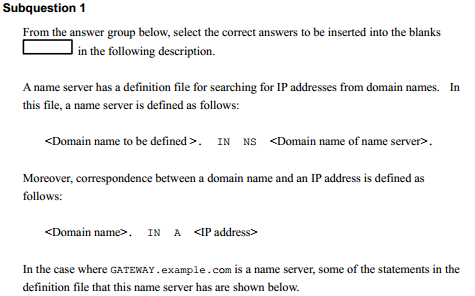 Subquestion 1
From the answer group below, select the correct answers to be inserted into the blanks
in the following description.
A name server has a definition file for searching for IP addresses from domain names. In
this file, a name server is defined as follows:
<Domain name to be defined >. IN NS <Domain name of name server>.
Moreover, correspondence between a domain name and an IP address is defined as
follows:
<Domain name>. IN A <IP address>
In the case where GATEWAY.example.com is a name server, some of the statements in the
definition file that this name server has are shown below.